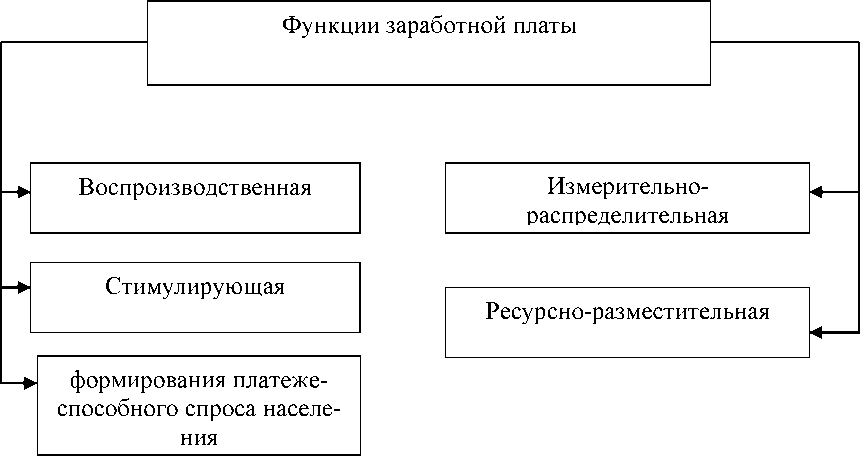 Функции заработной платы
Воспроизводственная
Стимулирующая
формирования платеже-
способного спроса населе-
ния
Измерительно-
распределительная
Ресурсно-разместительная